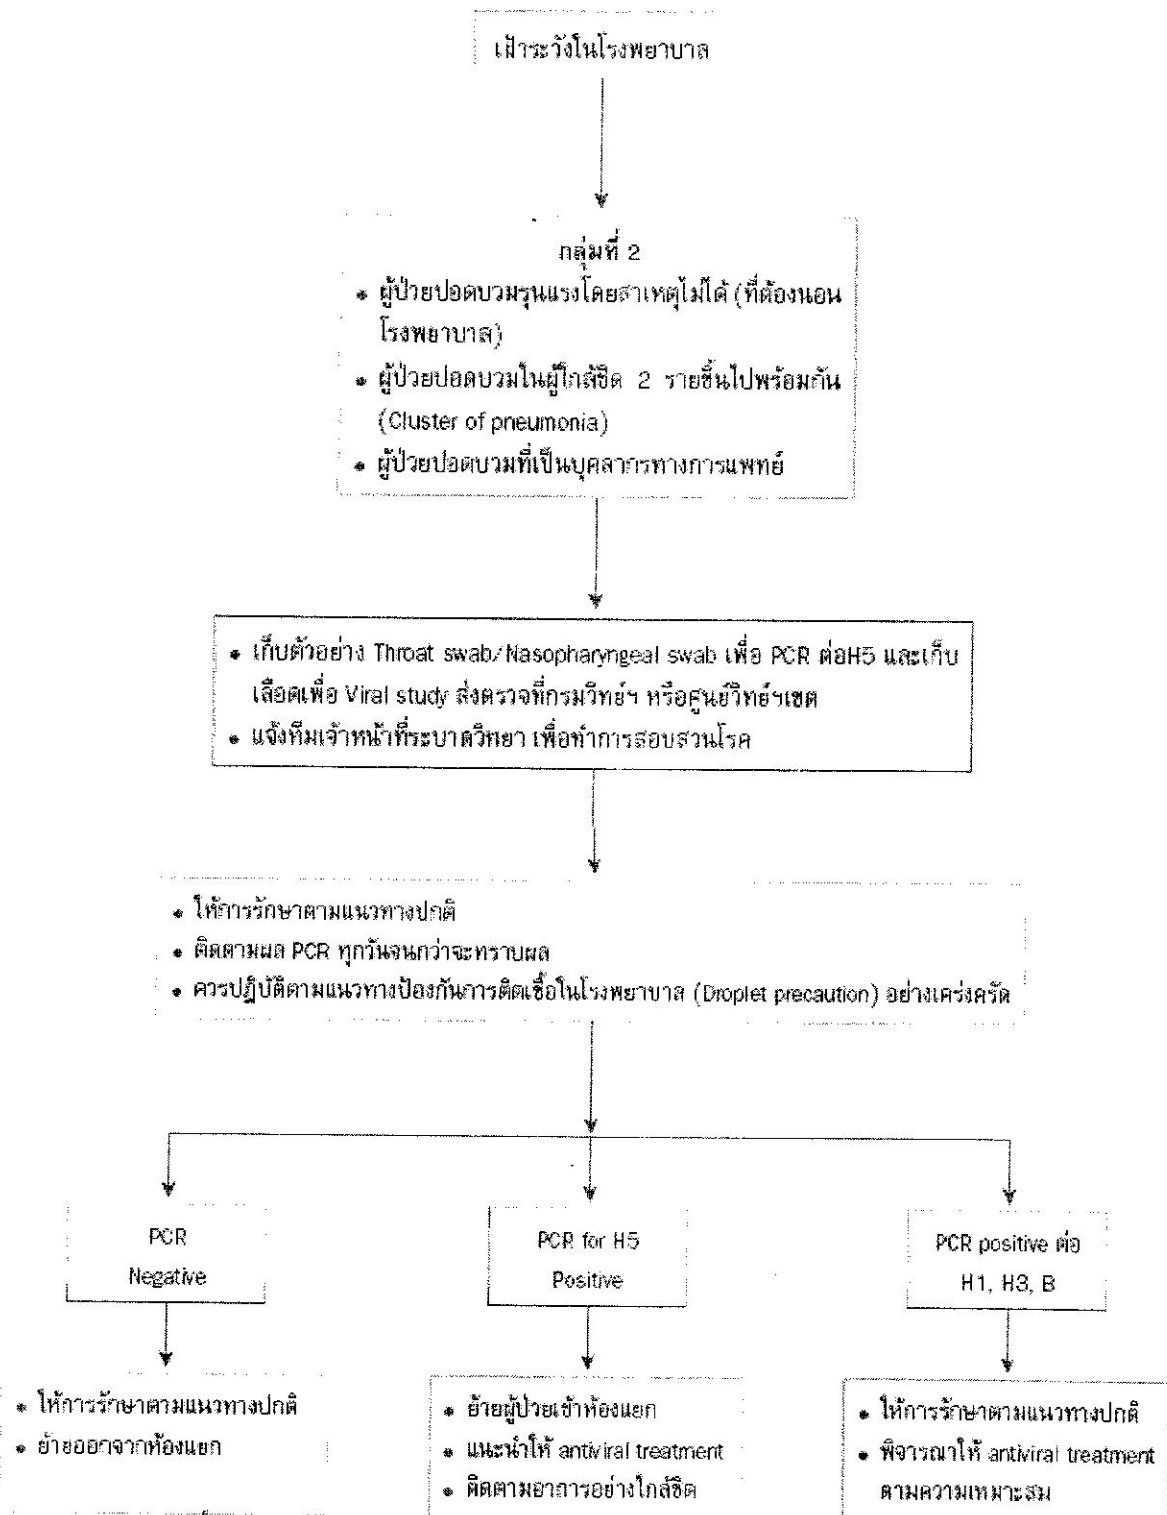 เฝ้าระวังในโรงพยาบาล
กลุ่มที่ 2
• ผู้ป่วยปอดบวมรุนแรงโดยสาเหตุไม่ได้ (ที่ต้องนอน
โรงพยาบาล)
• ผู้ป่วยปอดบวมในผู้ใกล้ชิด 2 รายขึ้นไปพร้อมกัน
(Cluster of pneumonia)
• ผู้ป่วยปอดบวมที่เป็นบุคลากรทางการแพทย์
• เก็บตัวอย่าง Throat swab/Nasopharyngeal swab เพื่อ PCR ต่อH5 และเก็บ
เลือดเพื่อ Viral study ส่งตรวจที่กรมวิทย์ฯ หรือศูนย์วิทย์ฯเขต
• แจ้งทีมเจ้าหน้าที่ระบาดวิทยา เพื่อทำการสอบสวนโรค
• ให้การรักษาตามแนวทางปกติ
• ติดตามผล PCR ทุกวันจนกว่าจะทราบผล
• ควรปฏิบัติตามแนวทางป้องกันการติดเชื้อในโรงพยาบาล (Droplet precaution) อย่างเคร่งครัด
PCR
Negative
PCR for H5
Positive
PCR positive ต่อ
H1, H3, B
• ให้การรักษาตามแนวทางปกติ
• ย้ายออกจากห้องแยก
• ย้ายผู้ป่วยเข้าห้องแยก
• แนะนำให้ antiviral treatment
• ติดตามอาการอย่างใกล้ชิด
• ให้การรักษาตามแนวทางปกติ
• พิจารณาให้ antiviral treatment
ตามความเหมาะสม